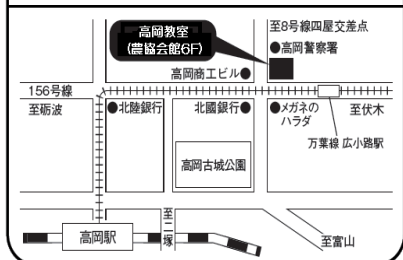 高岡教室
(農協会館6F)
至8号線四屋交差点
●高岡警察署
高岡商工ビル●
156号線
至砺波
●北陸銀行
北國銀行●
●メガネの
ハラダ
至伏木
万葉線 広小路駅
高岡古城公園
高岡駅
至二塚
至富山